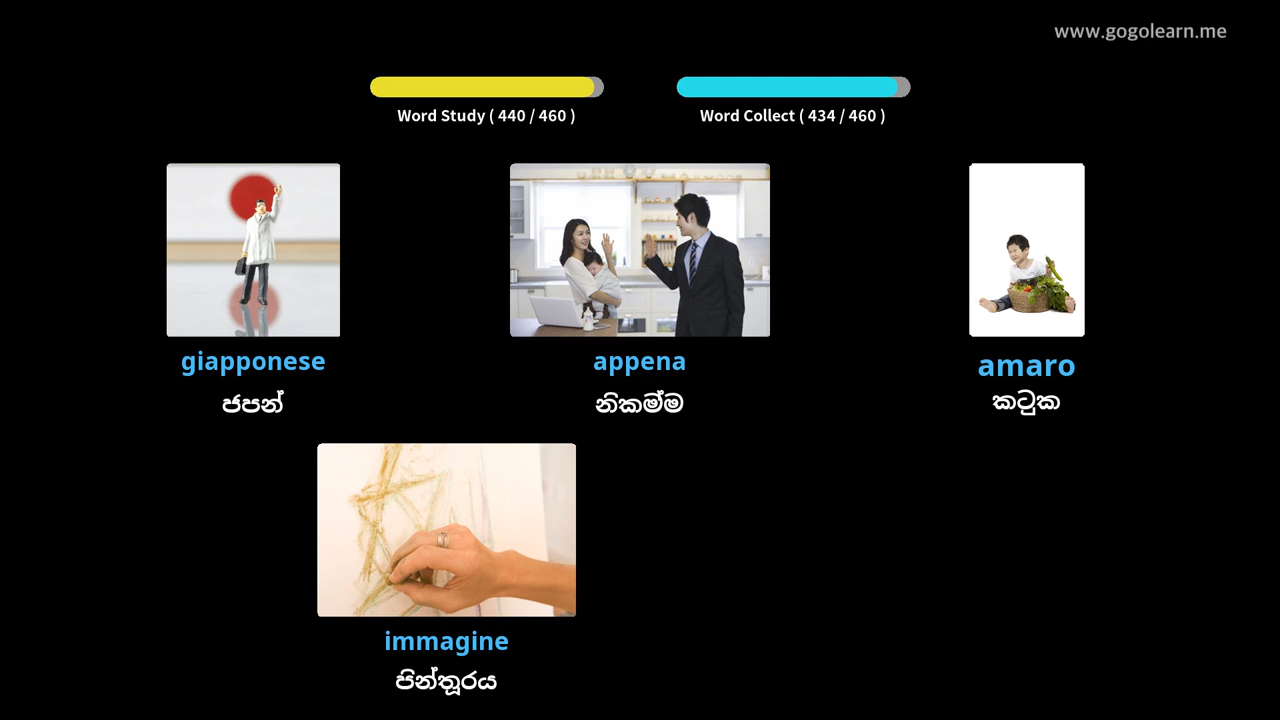 www.gogolearn.me
Word Study ( 440 / 460 )
Word Collect ( 434 / 460 )
giapponese
appena
amaro
ජපන්
නිකම්ම
කටුක
immagine
පින්තූරය